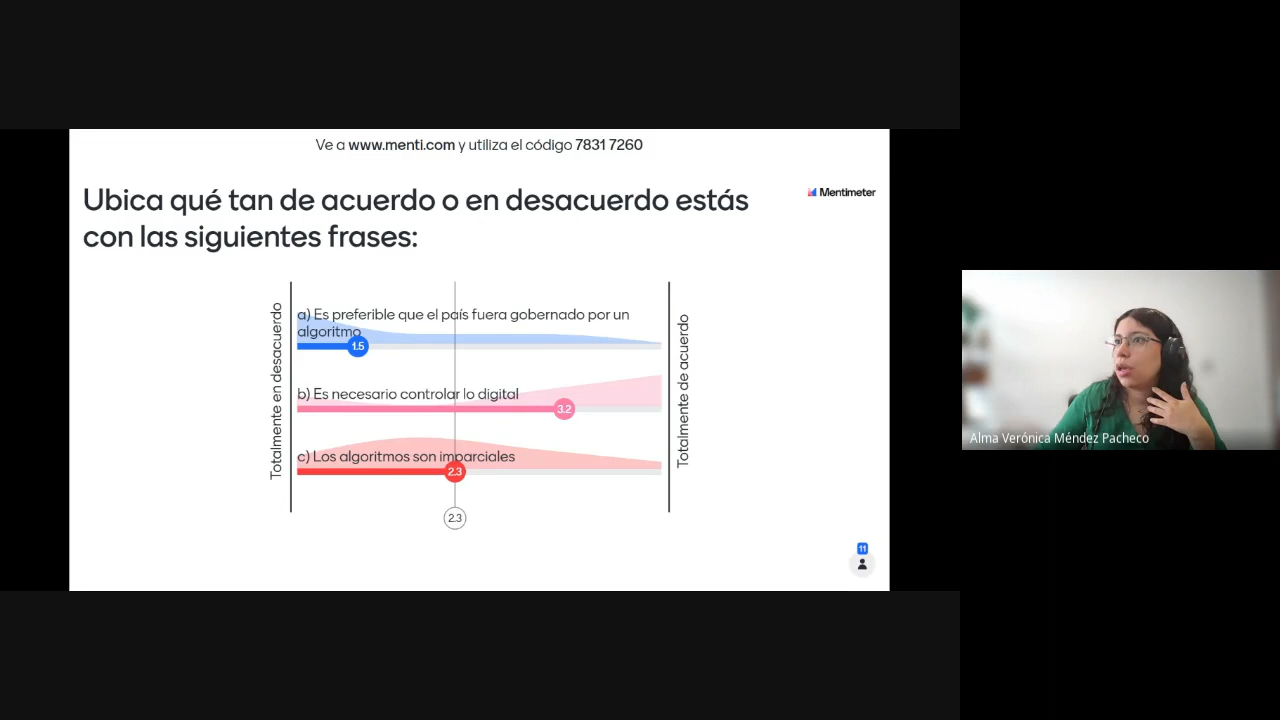 Ve a www.menti.com y utiliza el código 7831 7260
Ubica qué tan de acuerdo o en desacuerdo estás
con las siguientes frases:
Mentimeter
Totalmente en desacuerdo
a) Es preferible que el país fuera gobernado por un
algoritmo
1.5
b) Es necesario controlar lo digital
3.2
c) Los algoritmos son imparciales
2.3
2.3
Totalmente de acuerdo
11
Alma Verónica Méndez Pacheco